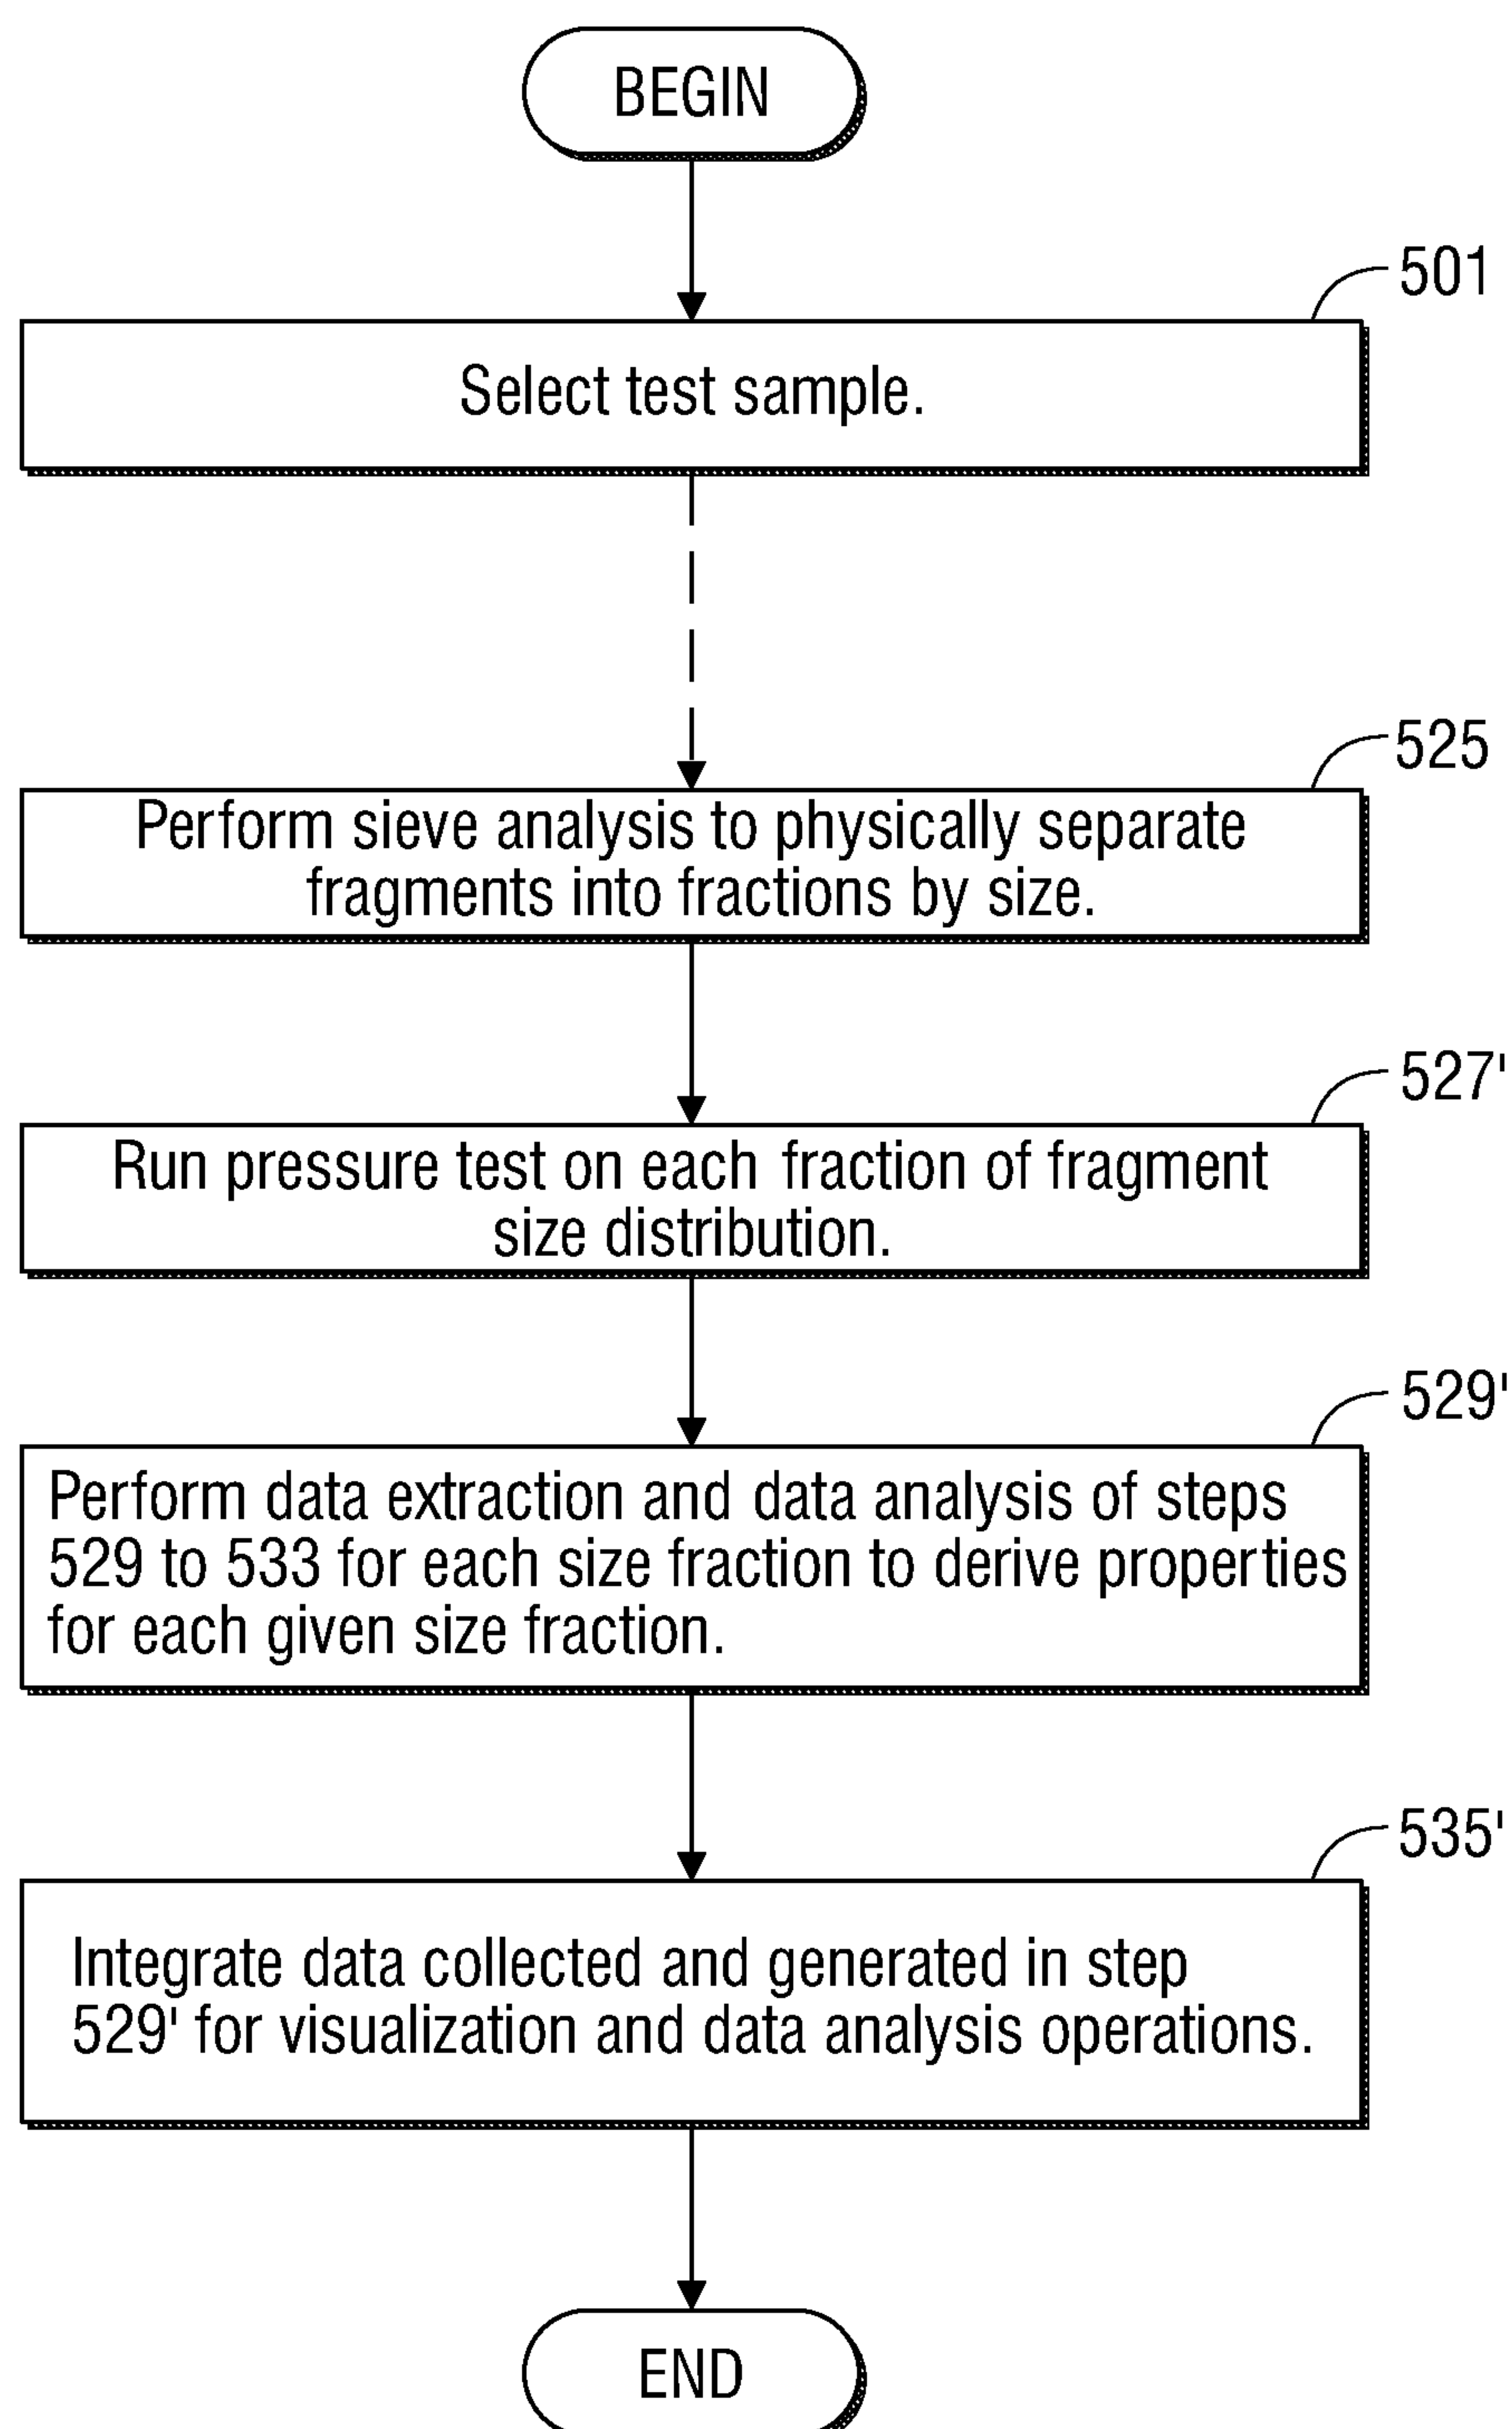 BEGIN
501
Select test sample.
525
Perform sieve analysis to physically separate
fragments into fractions by size.
527'
Run pressure test on each fraction of fragment
size distribution.
529'
Perform data extraction and data analysis of steps
529 to 533 for each size fraction to derive properties
for each given size fraction.
535'
Integrate data collected and generated in step
529' for visualization and data analysis operations.
END